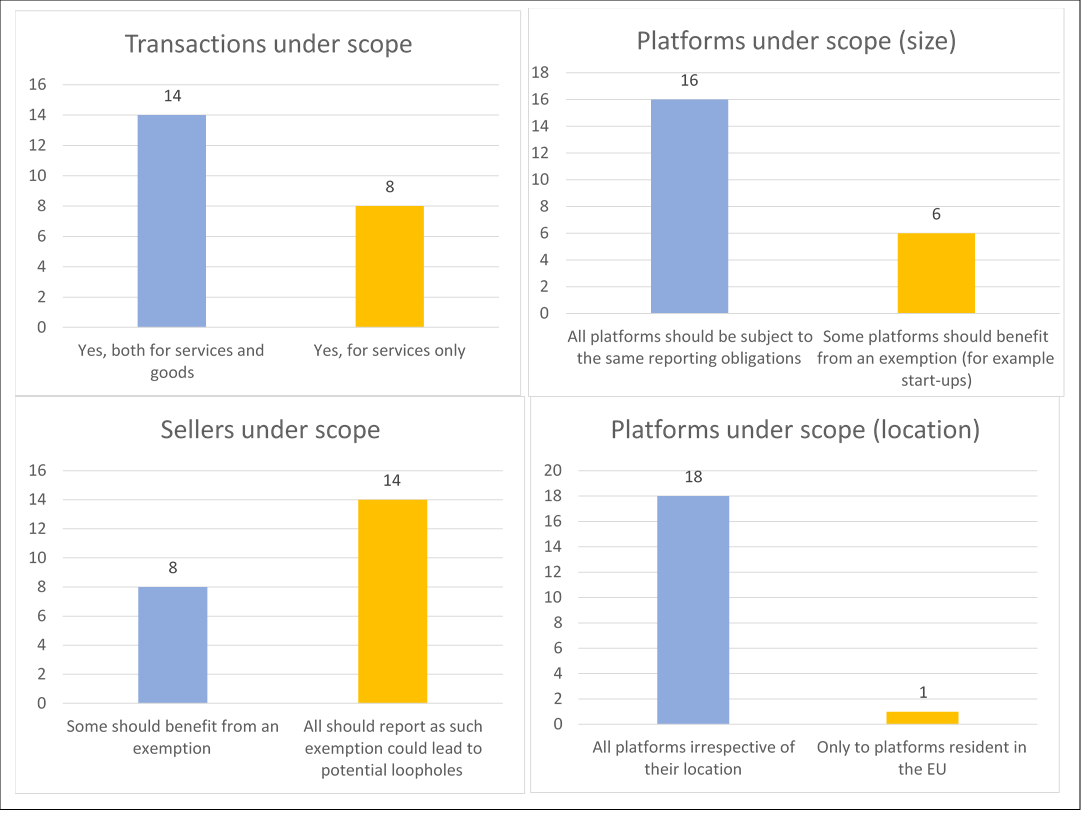 Transactions under scope
16
14
12
10
8
6
4
2
0
14
8
Yes, both for services and
goods
Yes, for services only
Platforms under scope (size)
18
16
14
12
10
8
6
4
2
0
16
6
All platforms should be subject to
the same reporting obligations
Some platforms should benefit
from an exemption (for example
start-ups)
Sellers under scope
16
14
12
10
8
6
4
2
0
8
14
Some should benefit from an
exemption
All should report as such
exemption could lead to
potential loopholes
Platforms under scope (location)
20
18
16
14
12
10
8
6
4
2
0
18
1
All platforms irrespective of
their location
Only to platforms resident in
the EU